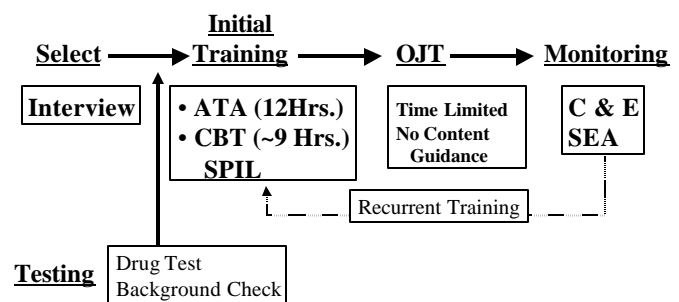 Initial
Select
Training
OJT
Monitoring
Interview
• ATA (12Hrs.)
• CBT (~9 Hrs.)
SPIL
Time Limited
No Content
Guidance
C & E
SEA
Recurrent Training
Testing
Drug Test
Background Check